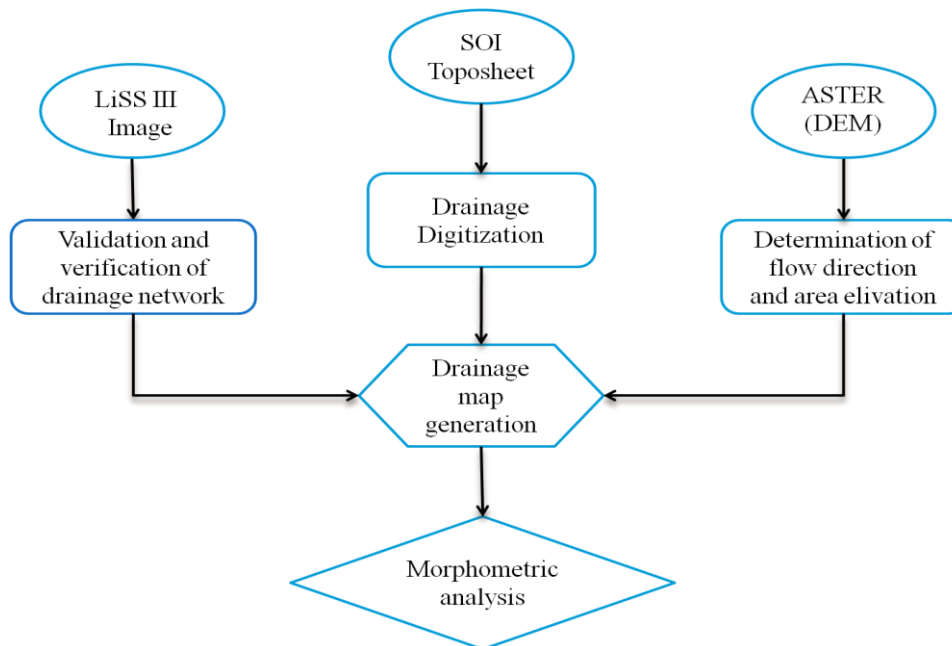 SOI
Toposheet
LiSS III
Image
ASTER
(DEM)
Drainage
Digitization
Validation and
verification of
drainage network
Determination of
flow direction
and area elivation
Drainage
map
generation
Morphometric
analysis